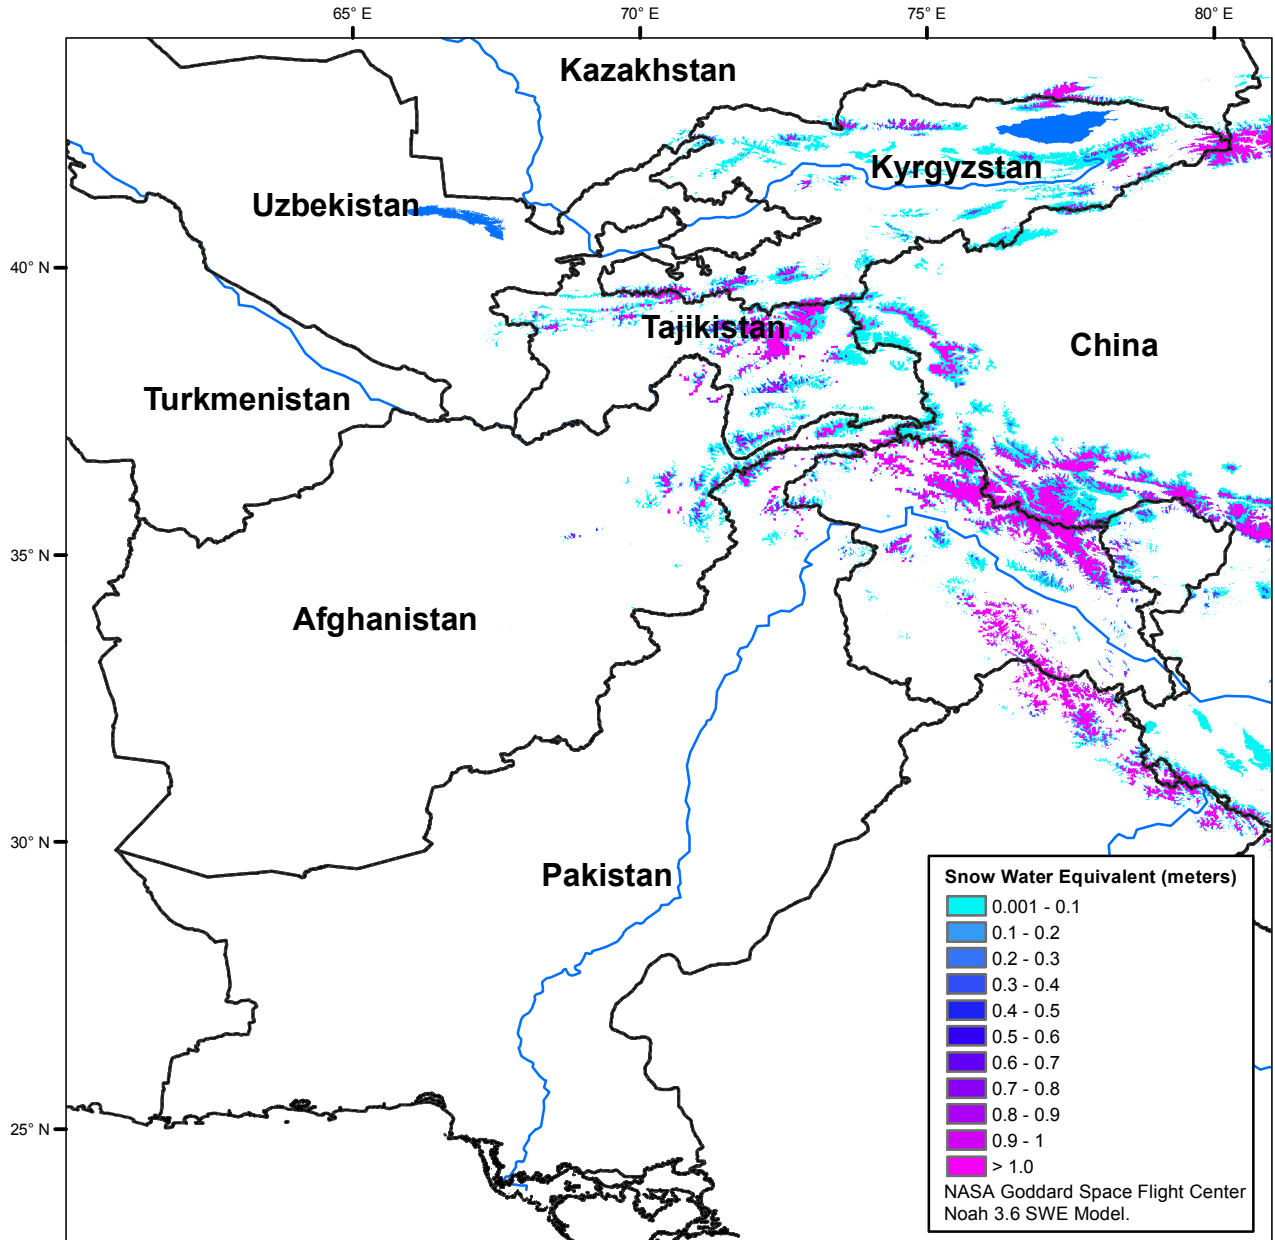 65° E
70° E
75° E
80° E
Kazakhstan
Kyrgyzstan
Uzbekistan
40° N
Tajikistan
China
Turkmenistan
35° N
Afghanistan
30° N
Pakistan
Snow Water Equivalent (meters)
0.001 - 0.1
0.1 - 0.2
0.2 - 0.3
0.3 - 0.4
0.4 - 0.5
0.5 - 0.6
0.6 - 0.7
0.7 - 0.8
0.8 - 0.9
0.9 - 1
> 1.0
NASA Goddard Space Flight Center
Noah 3.6 SWE Model.
25° N